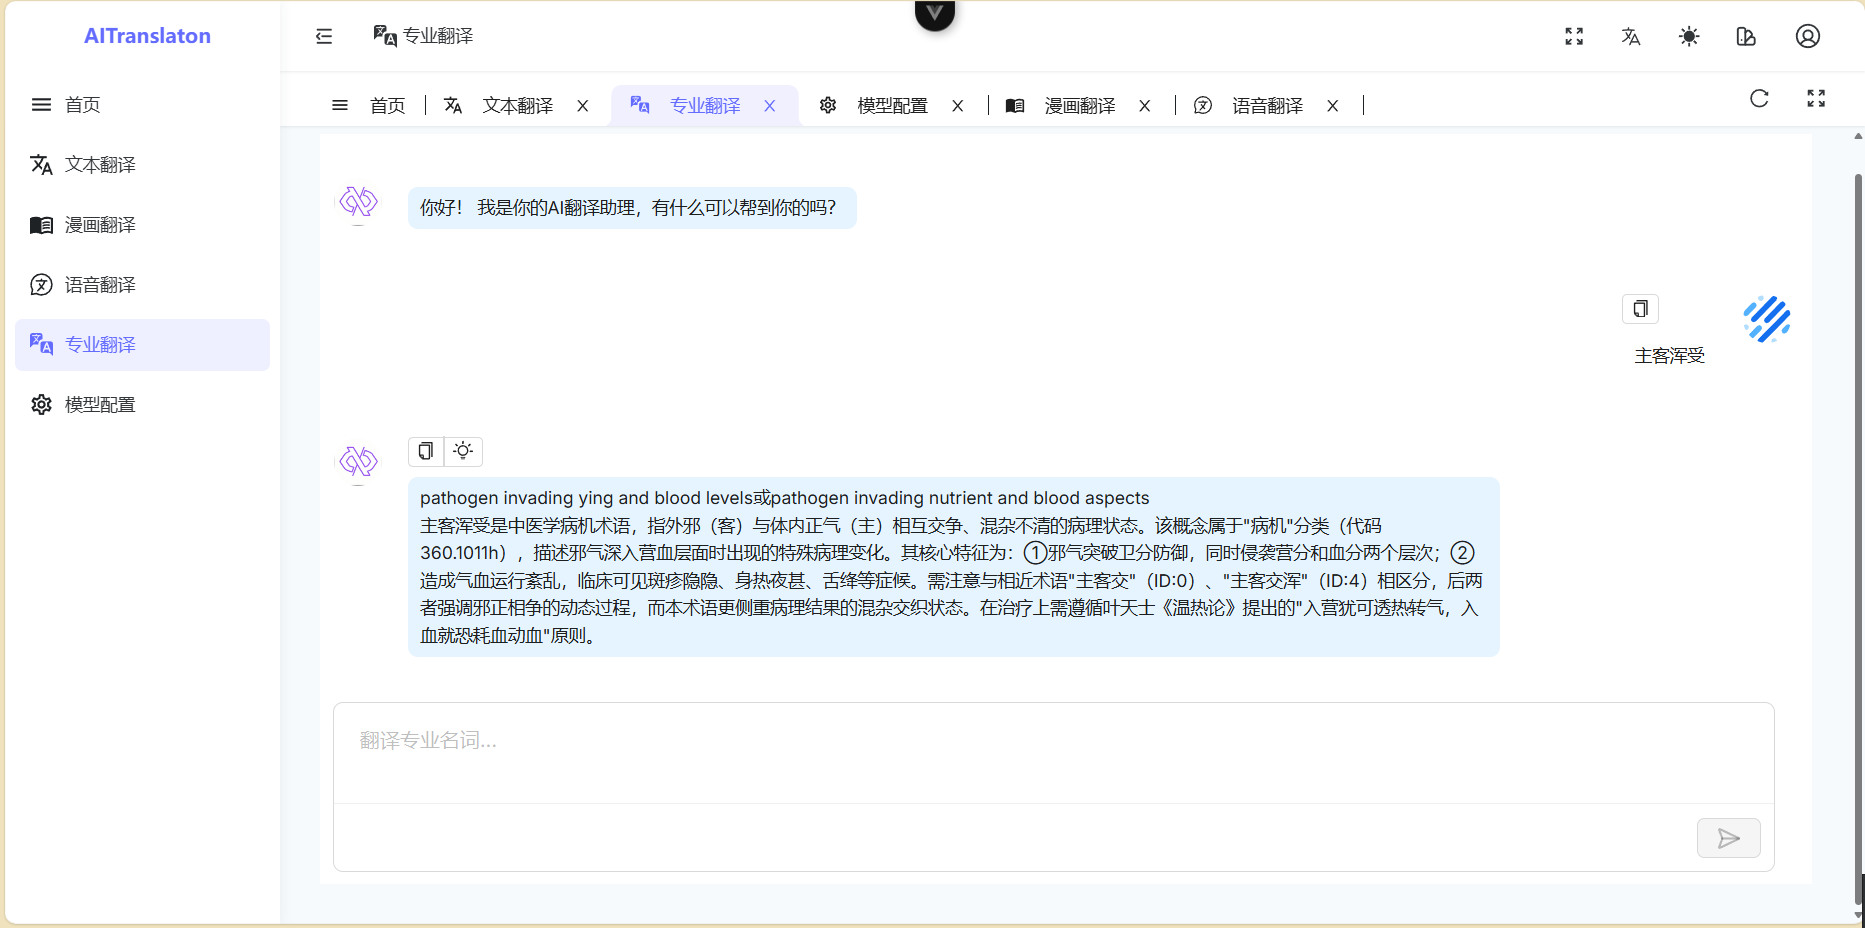 AITranslaton
专业翻译
首页
文本翻译
漫画翻译
语音翻译
专业翻译
模型配置
首页
文本翻译
专业翻译
模型配置
漫画翻译
语音翻译
你好！ 我是你的AI翻译助理，有什么可以帮到你的吗？
主客浑受
pathogen invading ying and blood levels或pathogen invading nutrient and blood aspects
主客浑受是中医学病机术语，指外邪（客）与体内正气（主）相互交争、混杂不清的病理状态。该概念属于"病机"分类（代码
360.1011h），描述邪气深入营血层面时出现的特殊病理变化。其核心特征为：①邪气突破卫分防御，同时侵袭营分和血分两个层次；②
造成气血运行紊乱，临床可见斑疹隐隐、身热夜甚、舌绛等症候。需注意与相近术语"主客交"（ID:0）、"主客交浑"（ID:4）相区分，后两
者强调邪正相争的动态过程，而本术语更侧重病理结果的混杂交织状态。在治疗上需遵循叶天士《温热论》提出的"入营犹可透热转气，入
血就恐耗血动血"原则。
翻译专业名词...